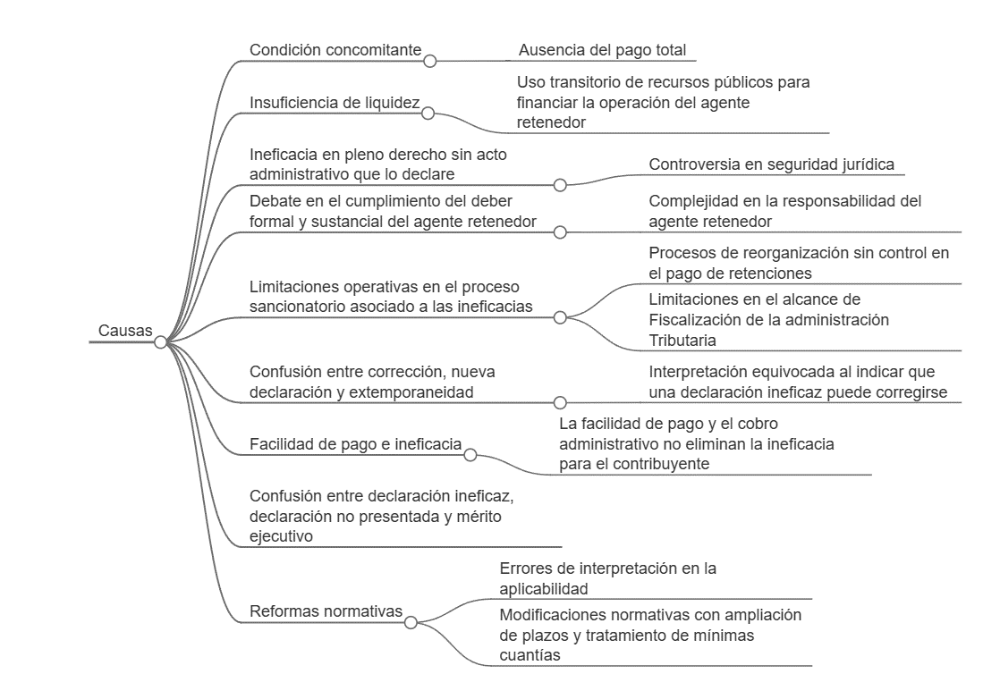 Causas
Condición concomitante
Ausencia del pago total
Insuficiencia de liquidez
Uso transitorio de recursos públicos para
financiar la operación del agente
retenedor
Ineficacia en pleno derecho sin acto
administrativo que lo declare
Controversia en seguridad jurídica
Debate en el cumplimiento del deber
formal y sustancial del agente retenedor
Complejidad en la responsabilidad del
agente retenedor
Limitaciones operativas en el proceso
sancionatorio asociado a las ineficacias
Procesos de reorganización sin control en
el pago de retenciones
Limitaciones en el alcance de
Fiscalización de la administración
Tributaria
Confusión entre corrección, nueva
declaración y extemporaneidad
Interpretación equivocada al indicar que
una declaración ineficaz puede corregirse
Facilidad de pago e ineficacia
La facilidad de pago y el cobro
administrativo no eliminan la ineficacia
para el contribuyente
Confusión entre declaración ineficaz,
declaración no presentada y mérito
ejecutivo
Reformas normativas
Errores de interpretación en la
aplicabilidad
Modificaciones normativas con ampliación
de plazos y tratamiento de mínimas
cuantías